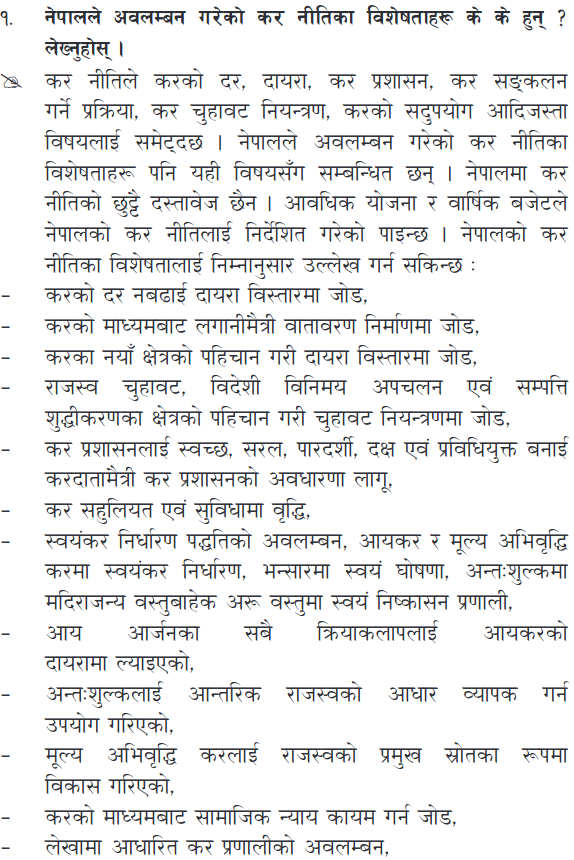 १. नेपालले अवलम्बन गरेको कर नीतिका विशेषताहरू के के हुन् ?
लेख्नुहोस् ।
कर नीतिले करको दर, दायरा, कर प्रशासन, कर सङ्कलन
गर्ने प्रक्रिया, कर चुहावट नियन्त्रण, करको सदुपयोग आदिजस्ता
विषयलाई समेट्दछ । नेपालले अवलम्बन गरेको कर नीतिका
विशेषताहरू पनि यही विषयसँग सम्बन्धित छन् । नेपालमा कर
नीतिको छुट्टै दस्तावेज छैन । आवधिक योजना र वार्षिक बजेटले
नेपालको कर नीतिलाई निर्देशित गरेको पाइन्छ । नेपालको कर
नीतिका विशेषतालाई निम्नानुसार उल्लेख गर्न सकिन्छ :
- करको दर नबढाई दायरा विस्तारमा जोड,
- करको माध्यमबाट लगानीमैत्री वातावरण निर्माणमा जोड,
- करका नयाँ क्षेत्रको पहिचान गरी दायरा विस्तारमा जोड,
- राजस्व चुहावट, विदेशी विनिमय अपचलन एवं सम्पत्ति
शुद्धीकरणका क्षेत्रको पहिचान गरी चुहावट नियन्त्रणमा जोड,
- कर प्रशासनलाई स्वच्छ, सरल, पारदर्शी, दक्ष एवं प्रविधियुक्त बनाई
करदातामैत्री कर प्रशासनको अवधारणा लागू,
- कर सहुलियत एवं सुविधामा वृद्धि,
- स्वयंकर निर्धारण पद्धतिको अवलम्बन, आयकर र मूल्य अभिवृद्धि
करमा स्वयंकर निर्धारण, भन्सारमा स्वयं घोषणा, अन्तःशुल्कमा
मदिराजन्य वस्तुबाहेक अरू वस्तुमा स्वयं निष्कासन प्रणाली,
- आय आर्जनका सबै क्रियाकलापलाई आयकरको
दायरामा ल्याइएको,
- अन्तःशुल्कलाई आन्तरिक राजस्वको आधार व्यापक गर्न
उपयोग गरिएको,
- मूल्य अभिवृद्धि करलाई राजस्वको प्रमुख स्रोतका रूपमा
विकास गरिएको,
- करको माध्यमबाट सामाजिक न्याय कायम गर्न जोड,
- लेखामा आधारित कर प्रणालीको अवलम्बन,